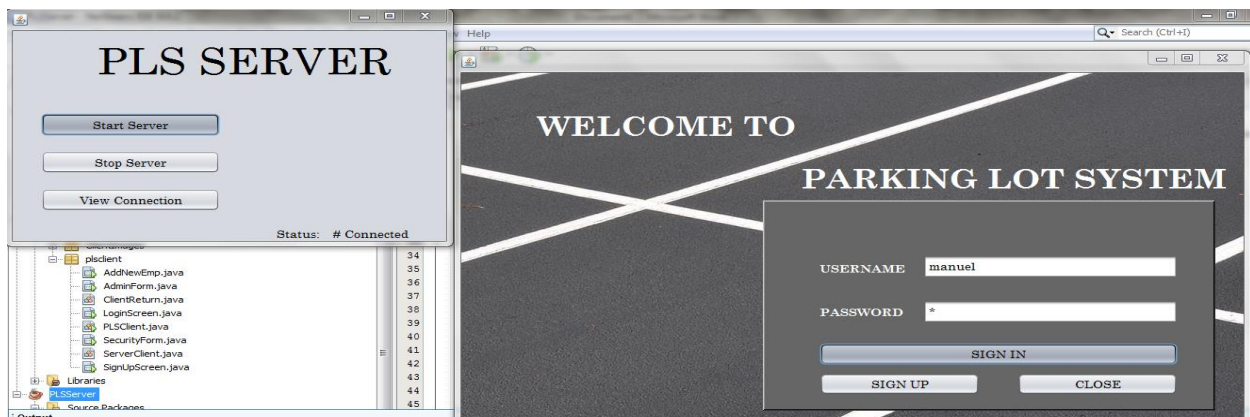 Help
Search (Ctrl+I)
PLS SERVER
Start Server
Stop Server
View Connection
Status: # Connected
plsclient
AddNewEmp.java
AdminForm.java
ClientReturn.java
LoginScreen.java
PLSClient.java
SecurityForm.java
ServerClient.java
SignUpScreen.java
Libraries
PLSServer
Source Packages
34
35
36
37
38
39
40
41
42
43
44
45
WELCOME TO
PARKING LOT SYSTEM
USERNAME manuel
PASSWORD *
SIGN IN
SIGN UP CLOSE